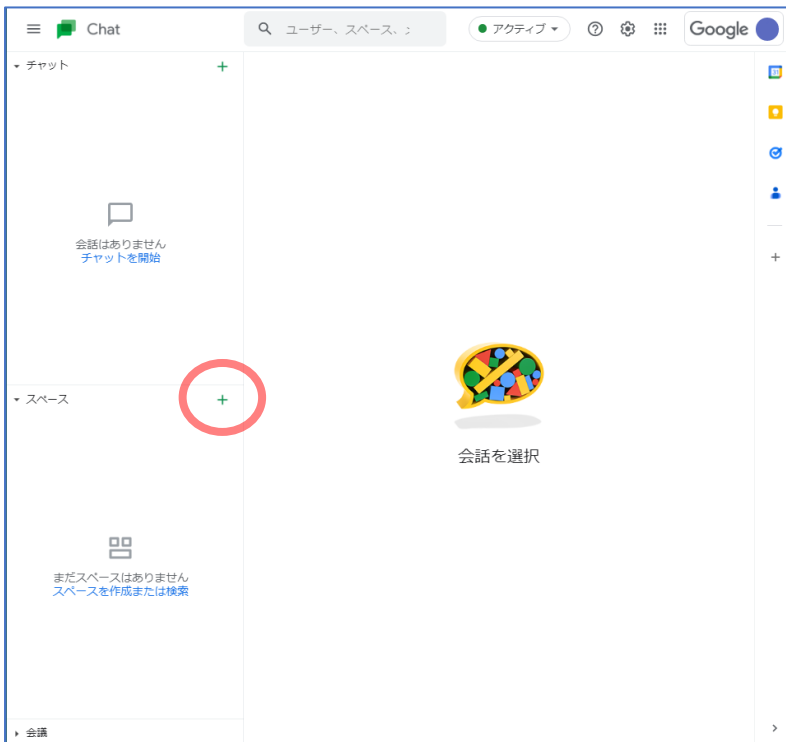 Chat
ユーザー、スペース、
アクティブ
Google
チャット
31
会話はありません
チャットを開始
スペース
会話を選択
まだスペースはありません
スペースを作成または検索
会議